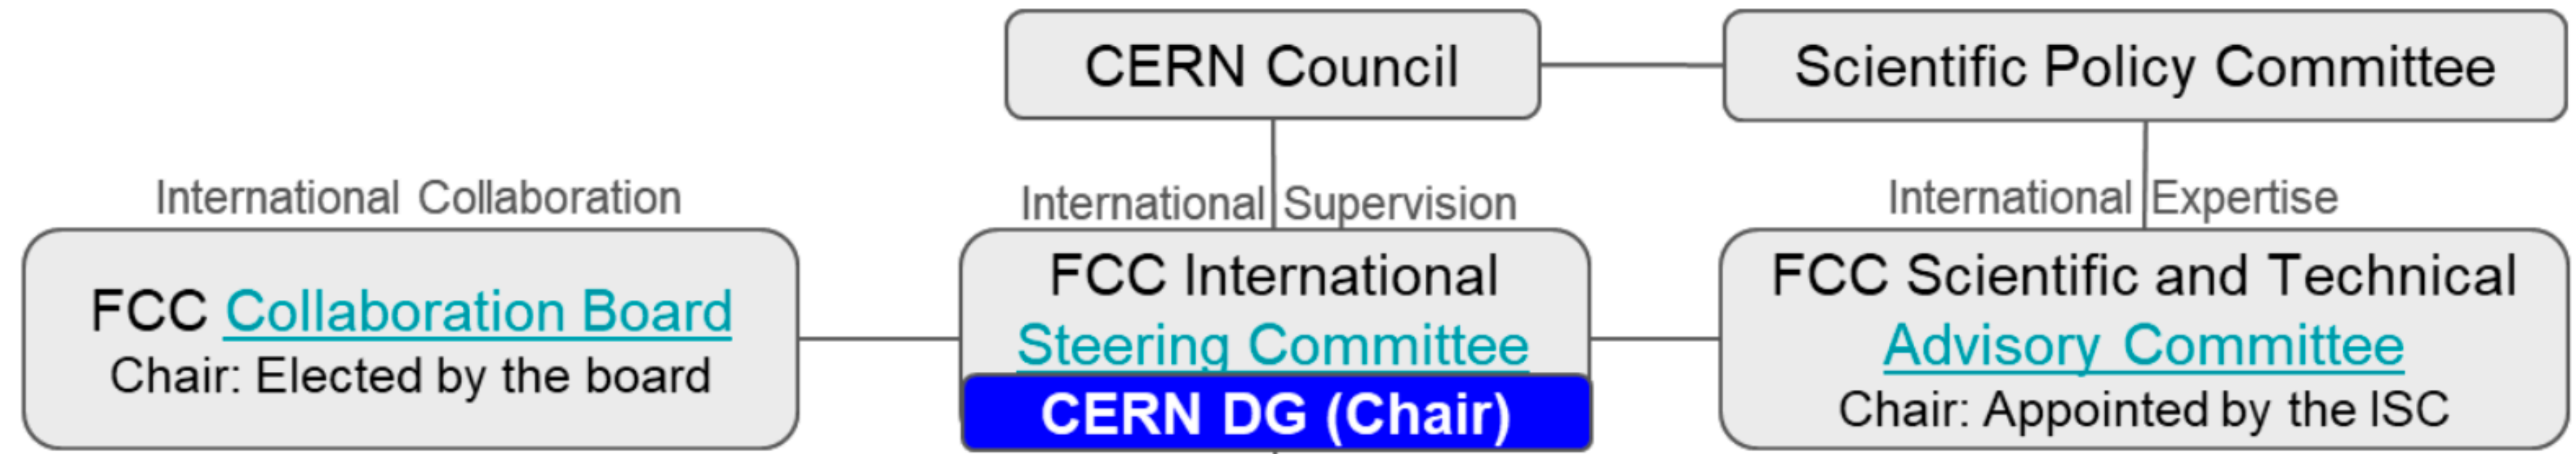 CERN Council
Scientific Policy Committee
International Collaboration
International Supervision
International Expertise
FCC Collaboration Board
Chair: Elected by the board
FCC International
Steering Committee
CERN DG (Chair)
FCC Scientific and Technical
Advisory Committee
Chair: Appointed by the ISC